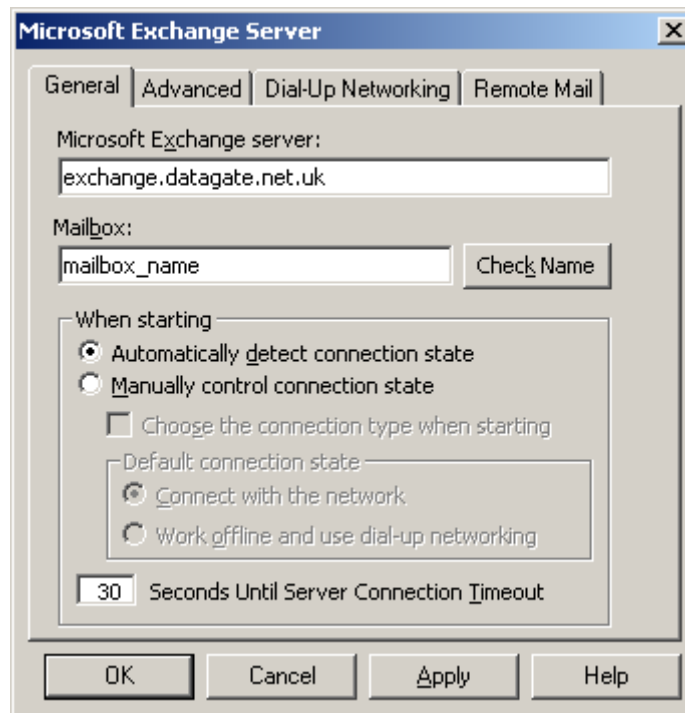 Microsoft Exchange Server
General Advanced Dial-Up Networking Remote Mail
Microsoft Exchange server:
exchange.datagate.net.uk
Mailbox:
mailbox_name Check Name
When starting
Automatically detect connection state
Manually control connection state
Choose the connection type when starting
Default connection state
Connect with the network
Work offline and use dial-up networking
30 Seconds Until Server Connection Timeout
OK Cancel Apply Help